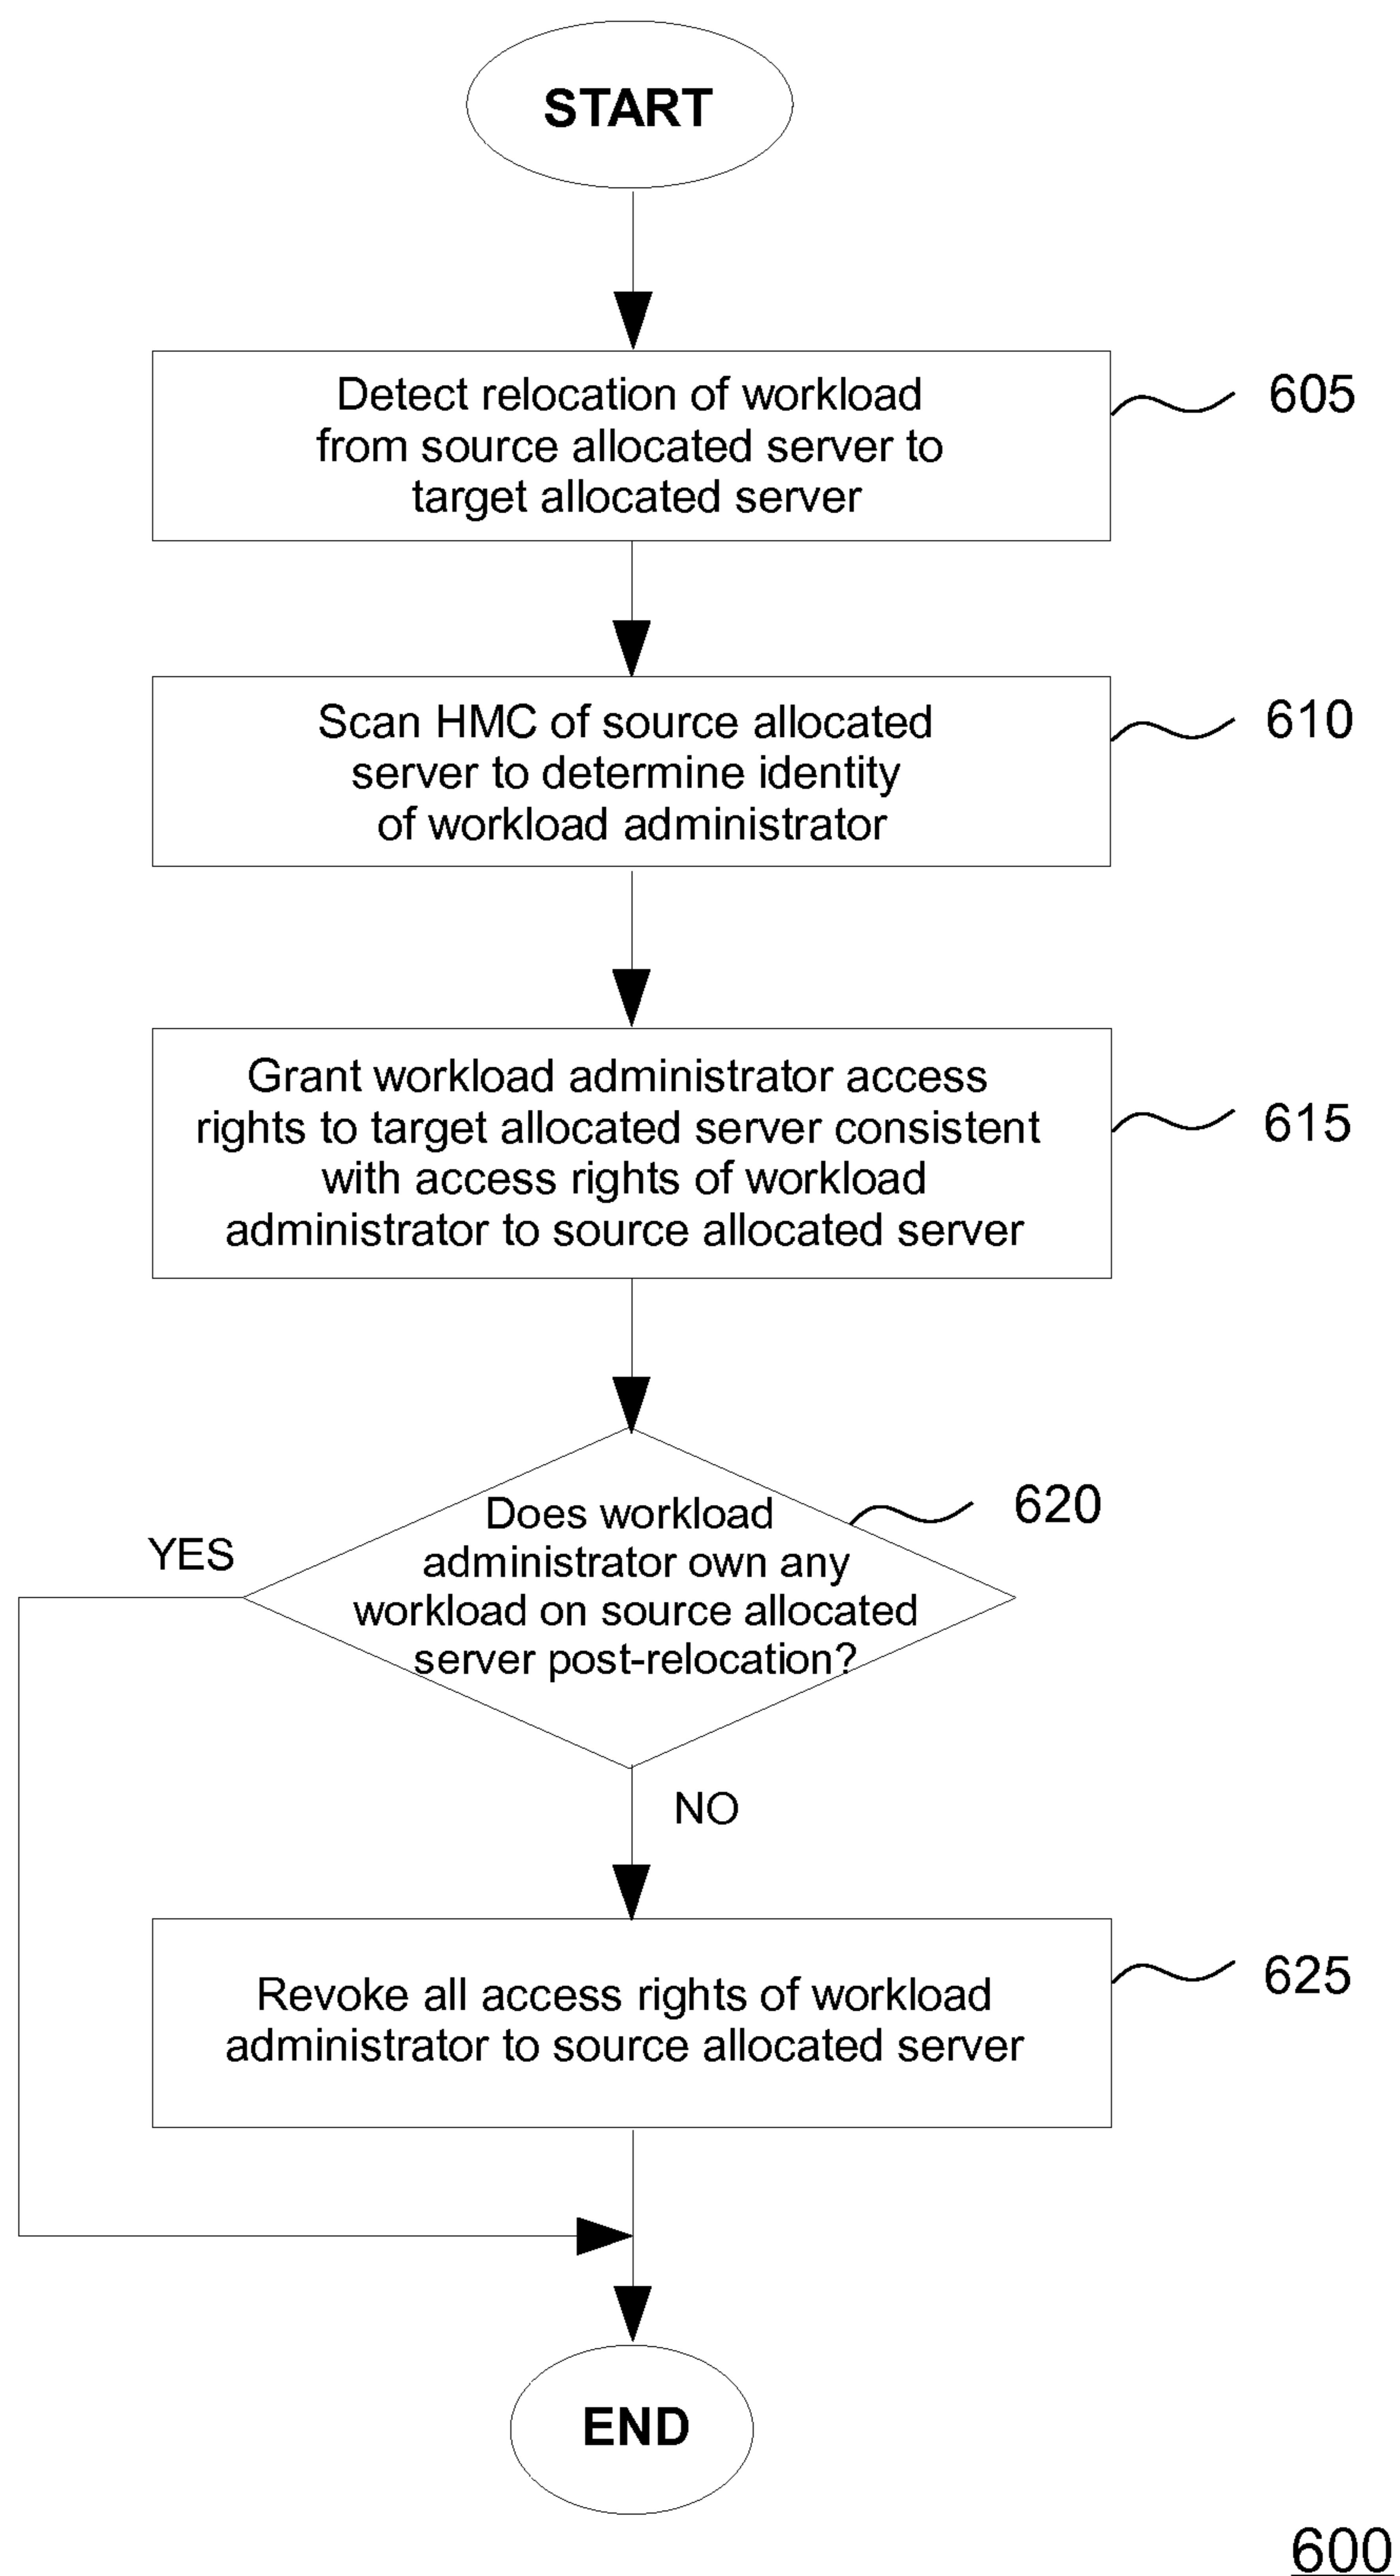 START
Detect relocation of workload
from source allocated server to
target allocated server
605
Scan HMC of source allocated
server to determine identity
of workload administrator
610
Grant workload administrator access
rights to target allocated server consistent
with access rights of workload
administrator to source allocated server
615
Does workload
administrator own any
workload on source allocated
server post-relocation?
620
YES
NO
Revoke all access rights of workload
administrator to source allocated server
625
END
600